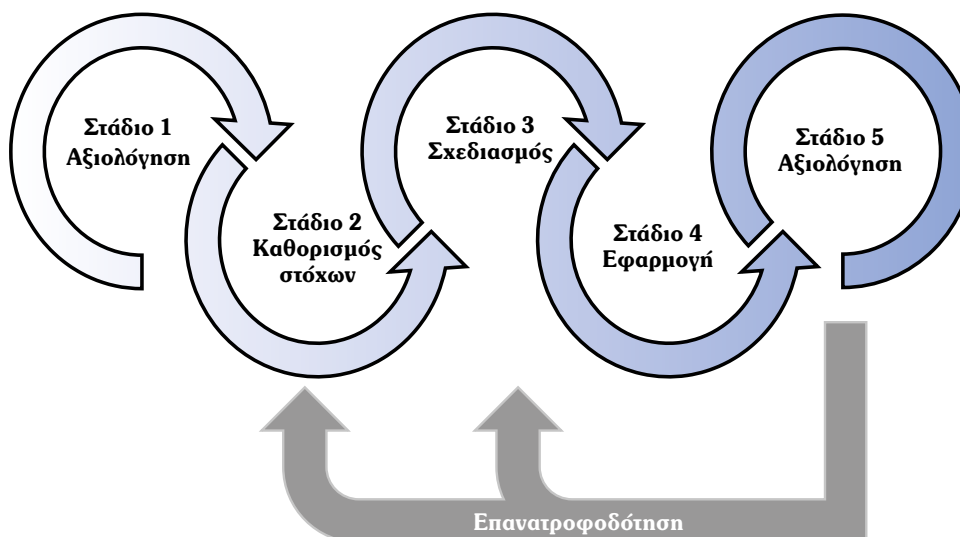 Στάδιο 1
Αξιολόγηση
Στάδιο 2
Καθορισμός
στόχων
Στάδιο 3
Σχεδιασμός
Στάδιο 4
Εφαρμογή
Στάδιο 5
Αξιολόγηση
Επανατροφοδότηση